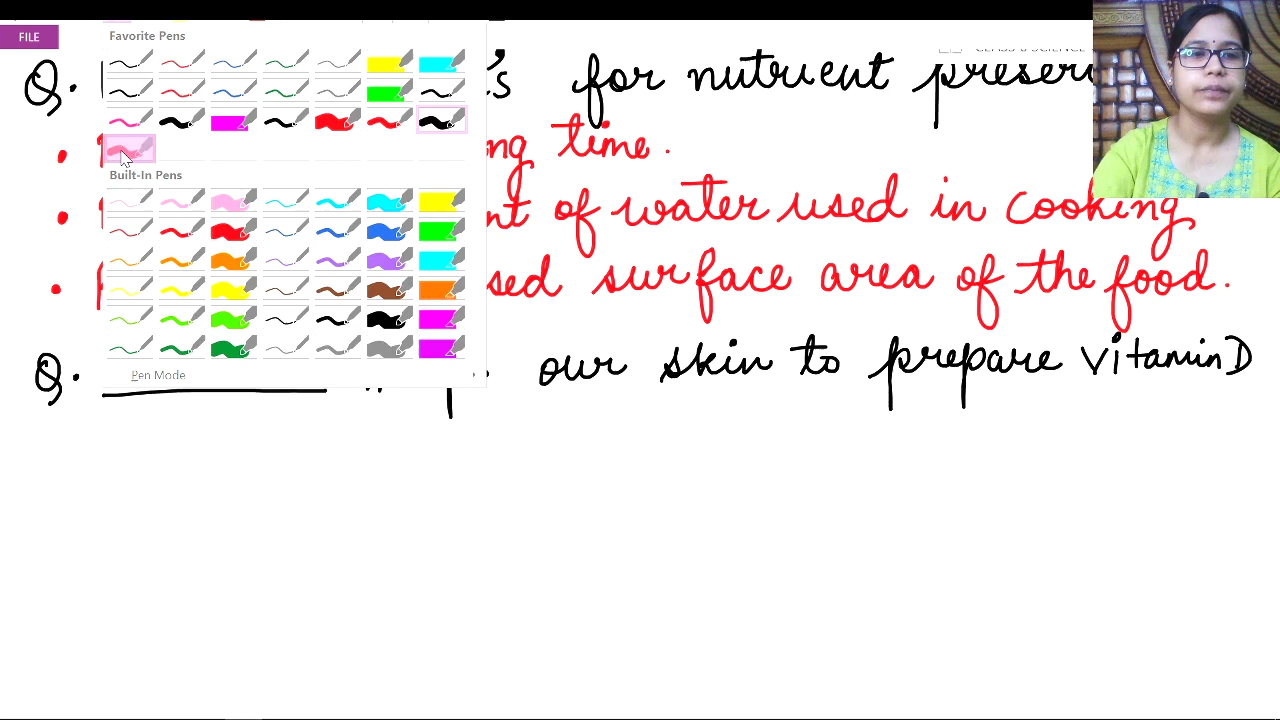 FILE
Favorite Pens
Q. 's for nutrient
ng time.
nt of water used in cooking
Built-In Pens
sed surface area of the food.
Q. our skin to prepare vitamin D
Pen Mode